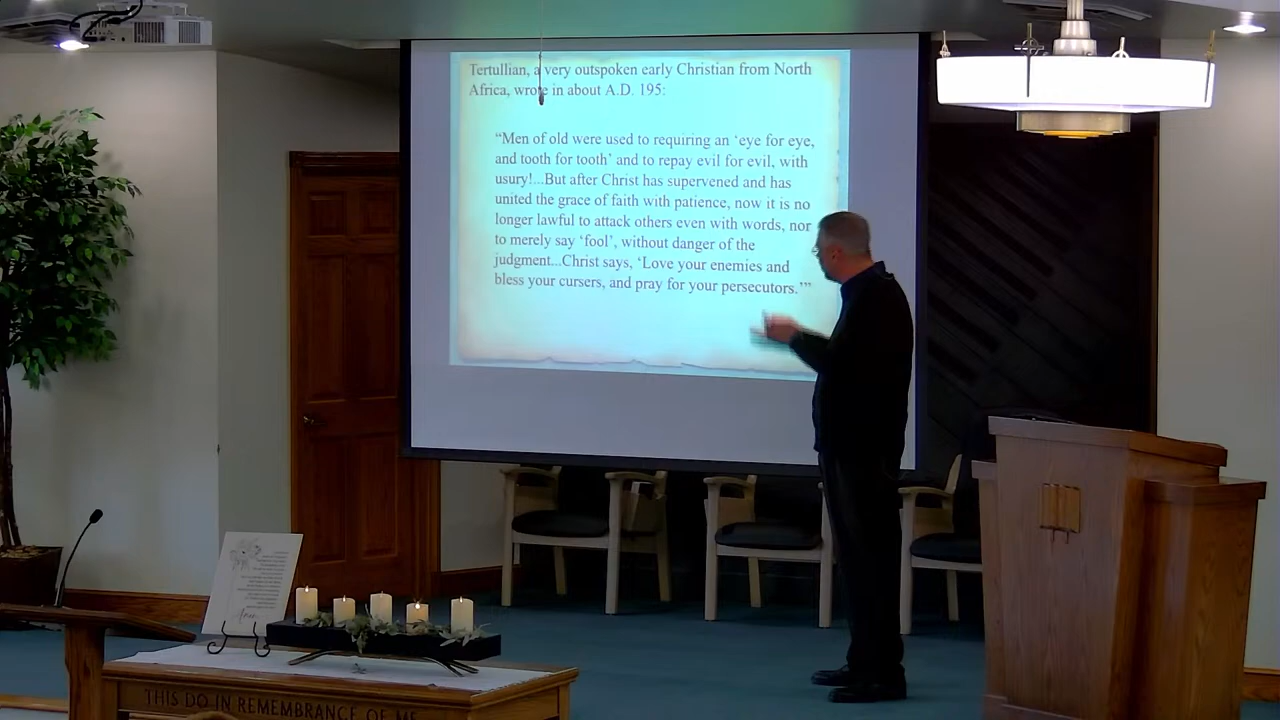 Tertullian, a very outspoken early Christian from North
Africa, wrote in about A.D. 195:
“Men of old were used to requiring an ‘eye for eye,
and tooth for tooth’ and to repay evil for evil, with
usury!...But after Christ has supervened and has
united the grace of faith with patience, now it is no
longer lawful to attack others even with words, nor
to merely say ‘fool’, without danger of the
judgment...Christ says, ‘Love your enemies and
bless your cursers, and pray for your persecutors.’”
THIS DO IN REMEMBRANCE OF ME